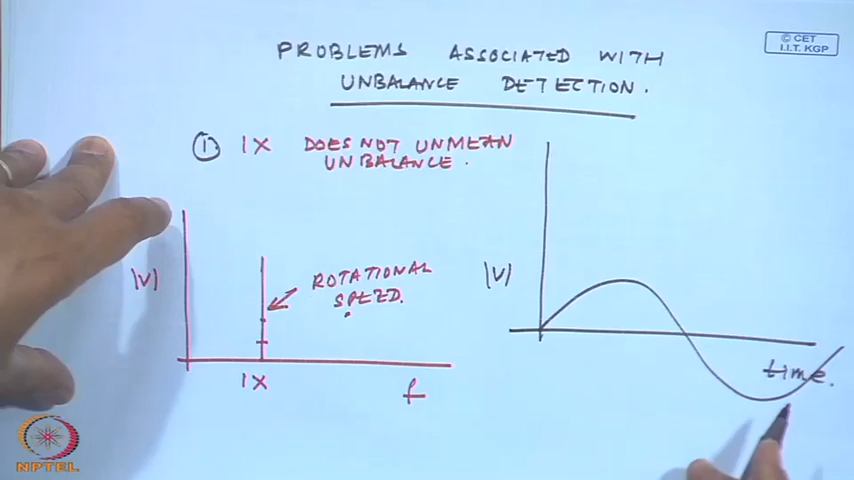 © CET
I.I.T. KGP
PROBLEMS ASSOCIATED WITH
UNBALANCE DETECTION.
① 1X DOES NOT UNMEAN
UNBALANCE.
|V|
ROTATIONAL
SPEED.
1X
f
|V|
time.
NPTEL